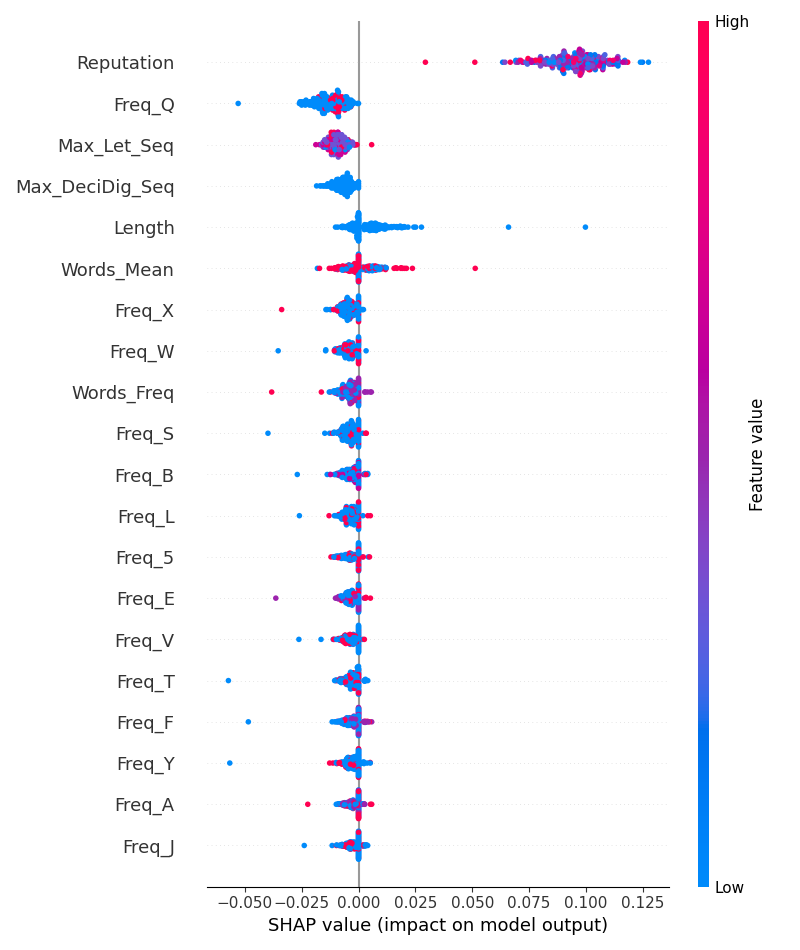 High
Reputation
Freq_Q
Max_Let_Seq
Max_DeciDig_Seq
Length
Words_Mean
Freq_X
Freq_W
Words_Freq
Freq_S
Freq_B
Freq_L
Freq_5
Freq_E
Freq_V
Freq_T
Freq_F
Freq_Y
Freq_A
Freq_J
Feature value
Low
−0.050 −0.025 0.000 0.025 0.050 0.075 0.100 0.125
SHAP value (impact on model output)